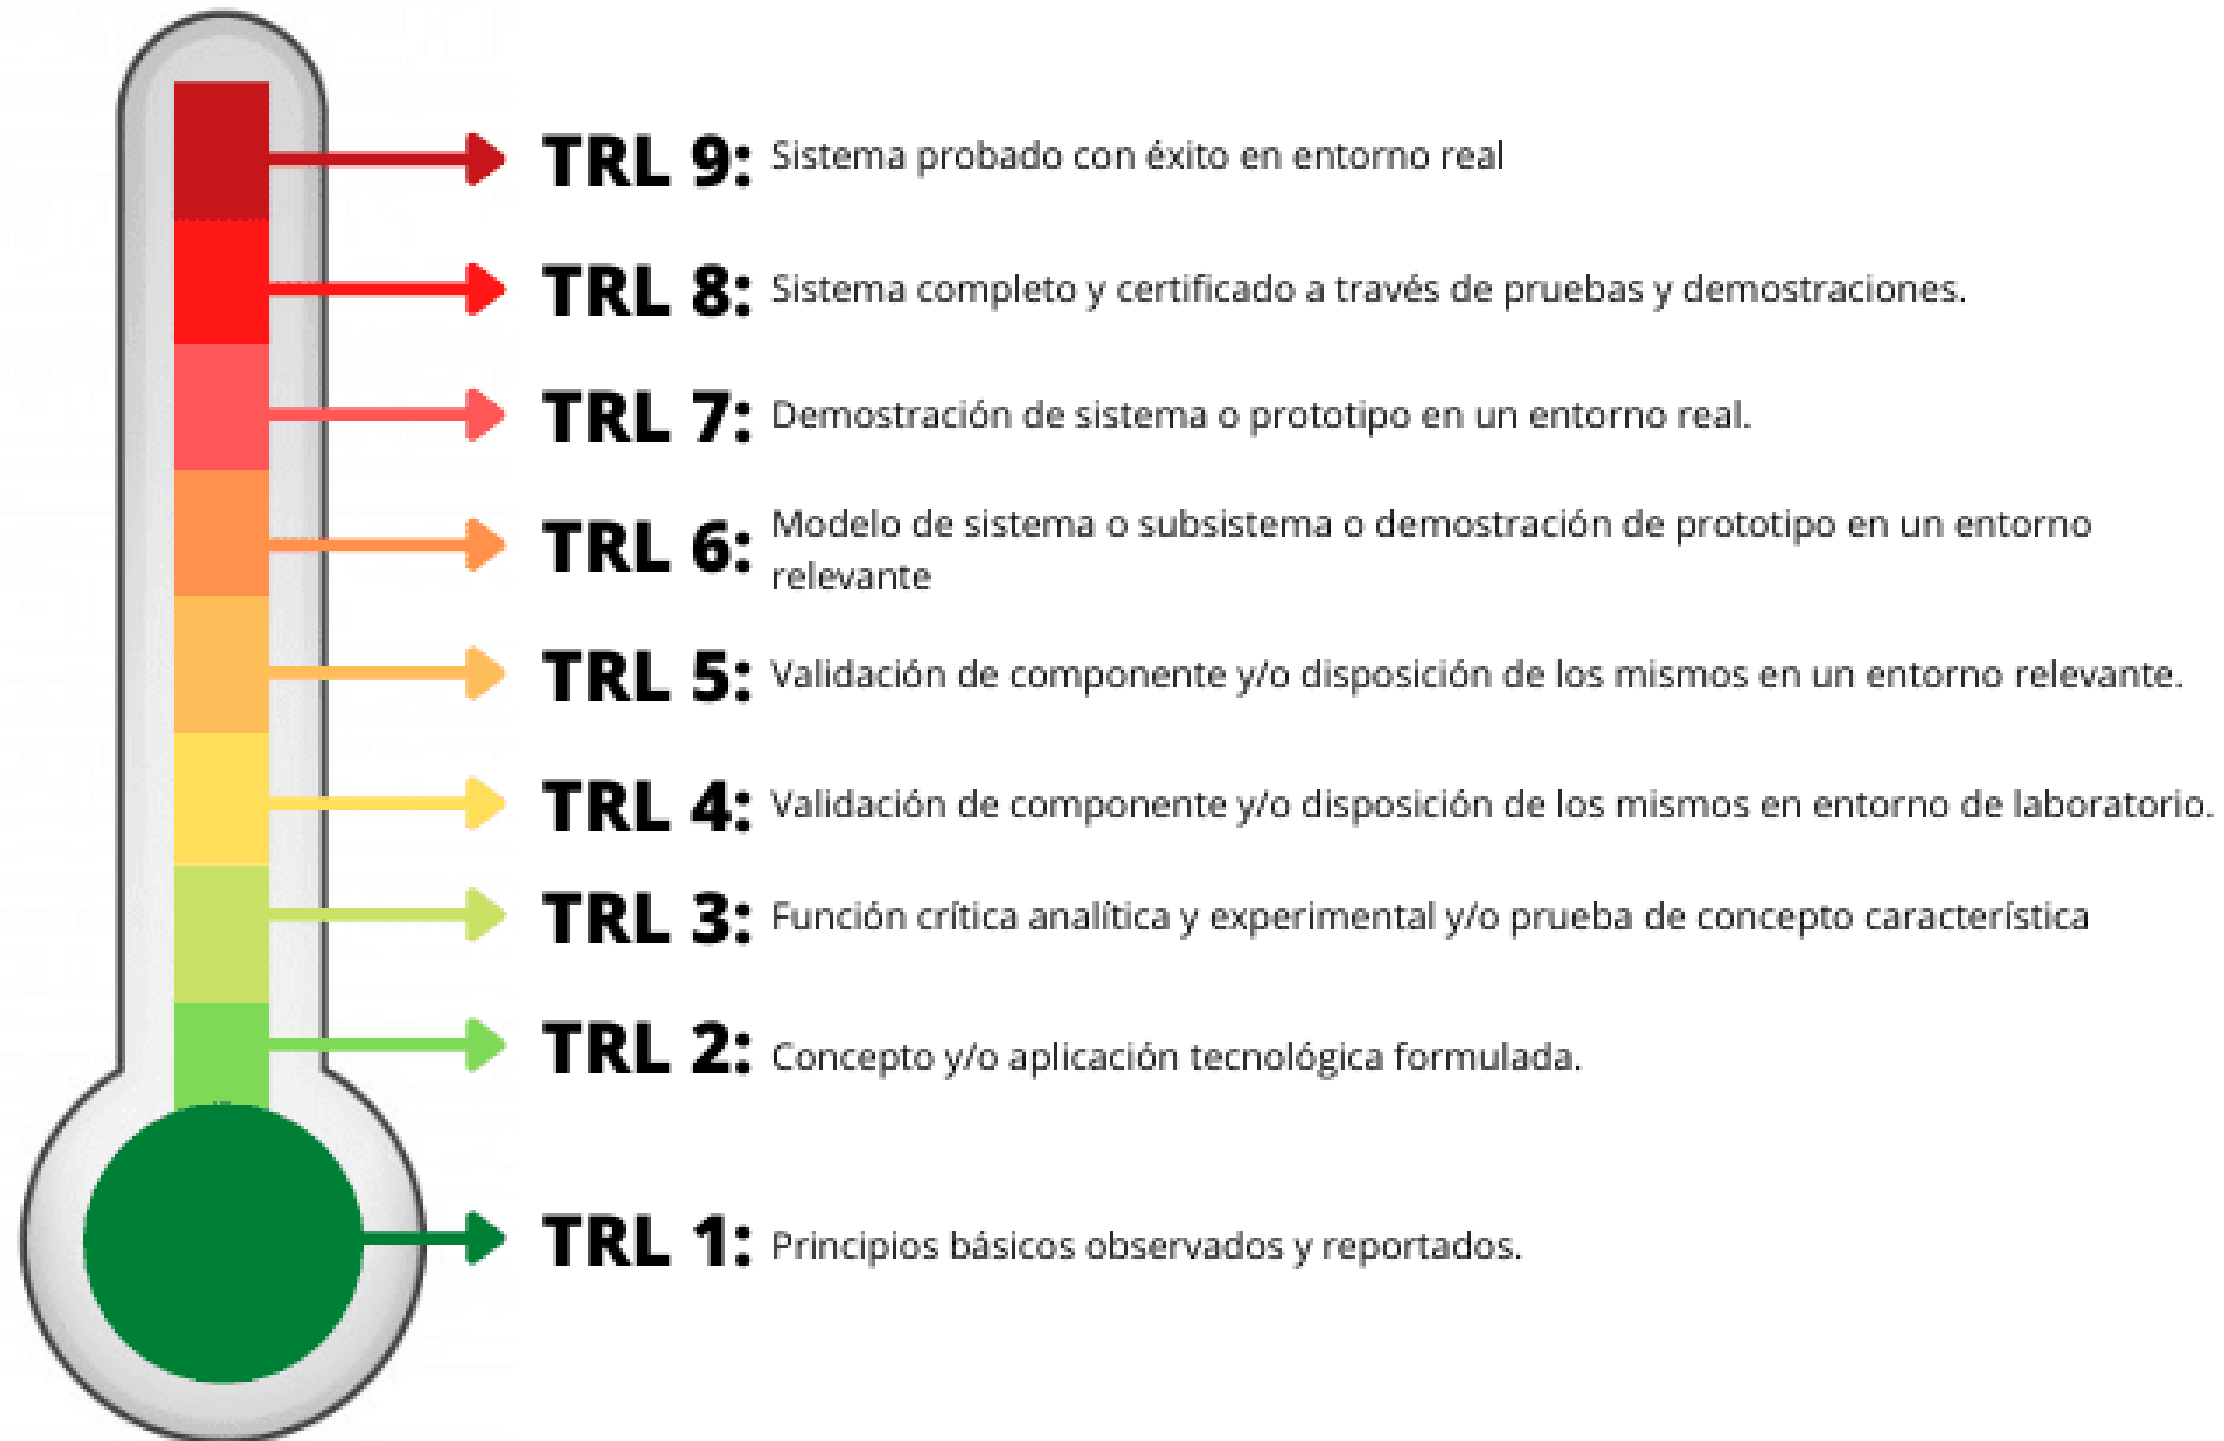 TRL 9: Sistema probado con éxito en entorno real
TRL 8: Sistema completo y certificado a través de pruebas y demostraciones.
TRL 7: Demostración de sistema o prototipo en un entorno real.
TRL 6: Modelo de sistema o subsistema o demostración de prototipo en un entorno
relevante
TRL 5: Validación de componente y/o disposición de los mismos en un entorno relevante.
TRL 4: Validación de componente y/o disposición de los mismos en entorno de laboratorio.
TRL 3: Función crítica analítica y experimental y/o prueba de concepto característica
TRL 2: Concepto y/o aplicación tecnológica formulada.
TRL 1: Principios básicos observados y reportados.